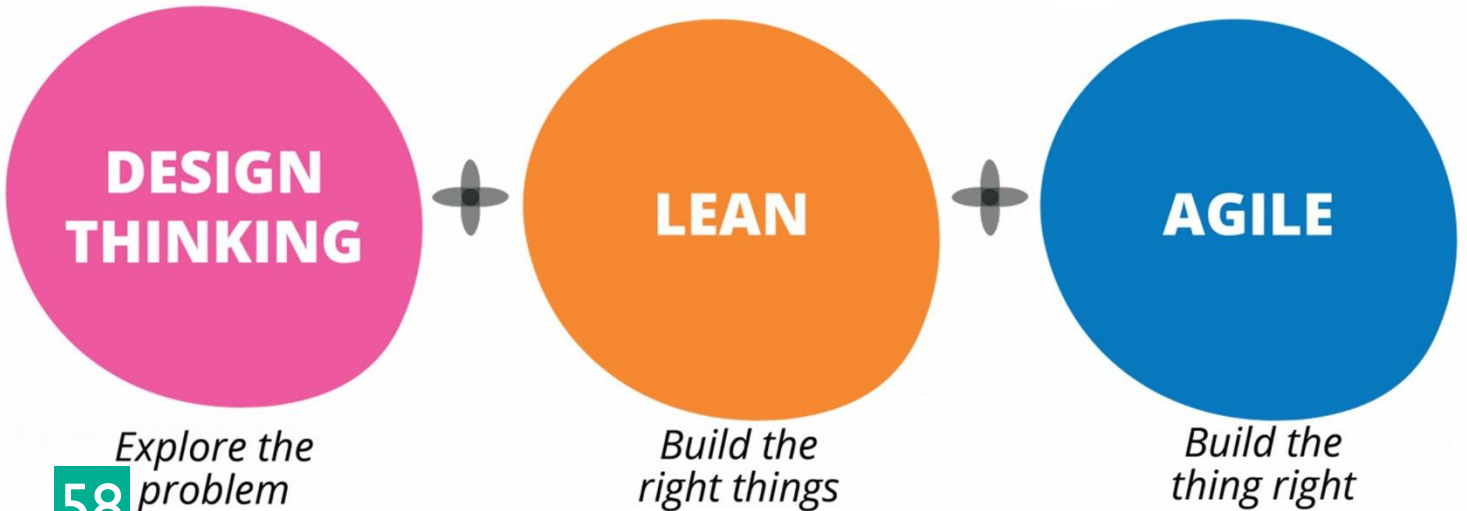 DESIGN
THINKING
LEAN
AGILE
Explore the
problem
Build the
right things
Build the
thing right
58